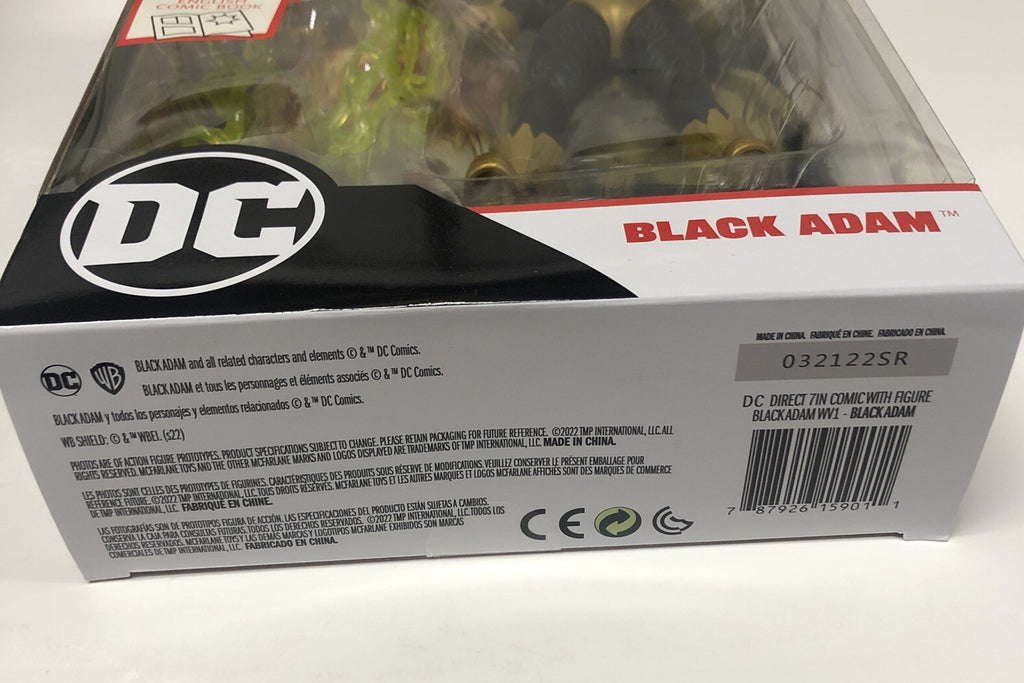 ENGLISH
COMIC BOOK
DC
BLACK ADAM™
DC WB BLACK ADAM and all related characters and elements © & ™ DC Comics.
BLACK ADAM et tous les personnages et éléments associés © & ™ DC Comics.
BLACK ADAM y todos los personajes y elementos relacionados © & ™ DC Comics.
WB SHIELD: © & ™ WBEI. (s22)
PHOTOS ARE OF ACTION FIGURE PROTOTYPES. PRODUCT SPECIFICATIONS SUBJECT TO CHANGE. PLEASE RETAIN PACKAGING FOR FUTURE REFERENCE. ©2022 TMP INTERNATIONAL, LLC. ALL
RIGHTS RESERVED. MCFARLANE TOYS AND THE OTHER MCFARLANE MARKS AND LOGOS DISPLAYED ARE TRADEMARKS OF TMP INTERNATIONAL, LLC. MADE IN CHINA.
LES PHOTOS SONT CELLES DES PROTOTYPES DE FIGURINES. CARACTÉRISTIQUES DES PRODUITS SOUS RÉSERVE DE MODIFICATIONS. VEUILLEZ CONSERVER LE PRÉSENT EMBALLAGE POUR
RÉFÉRENCE FUTURE. ©2022 TMP INTERNATIONAL, LLC. TOUS DROITS RÉSERVÉS. MCFARLANE TOYS ET LES AUTRES MARQUES ET LOGOS MCFARLANE AFFICHÉS SONT DES MARQUES DE COMMERCE
DE TMP INTERNATIONAL, LLC. FABRIQUÉ EN CHINE.
LAS FOTOGRAFÍAS SON DE PROTOTIPOS FIGURA DE ACCIÓN. LAS ESPECIFICACIONES DEL PRODUCTO ESTÁN SUJETAS A CAMBIOS.
CONSERVA LA CAJA PARA CONSULTAS FUTURAS. TODOS LOS DERECHOS RESERVADOS. ©2022 TMP INTERNATIONAL, LLC. TODOS LOS
DERECHOS RESERVADOS. MCFARLANE TOYS Y LAS DEMÁS MARCAS Y LOGOTIPOS MCFARLANE EXHIBIDOS SON MARCAS
COMERCIALES DE TMP INTERNATIONAL, LLC. FABRICADO EN CHINA.
CE
MADE IN CHINA. FABRIQUÉ EN CHINE. FABRICADO EN CHINA.
032122SR
DC DIRECT 7IN COMIC WITH FIGURE
BLACK ADAM WV1 - BLACK ADAM
7 87926 15901 1